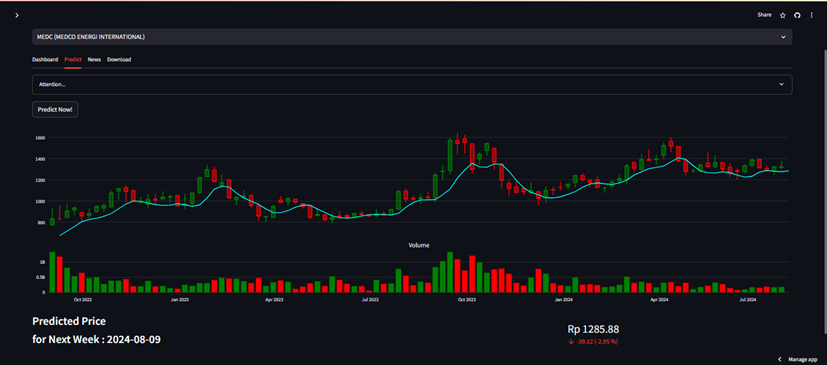 Share
MEDC (MEDCO ENERGI INTERNATIONAL)
Dashboard Predict News Download
Attention...
Predict Now!
1600
1400
1200
1000
800
Volume
1B
0.5B
0
Oct 2022 Jan 2023 Apr 2023 Jul 2023 Oct 2023 Jan 2024 Apr 2024 Jul 2024
Predicted Price
for Next Week : 2024-08-09
Rp 1285.88
↓ -39.12 (-2.95 %)
Manage app